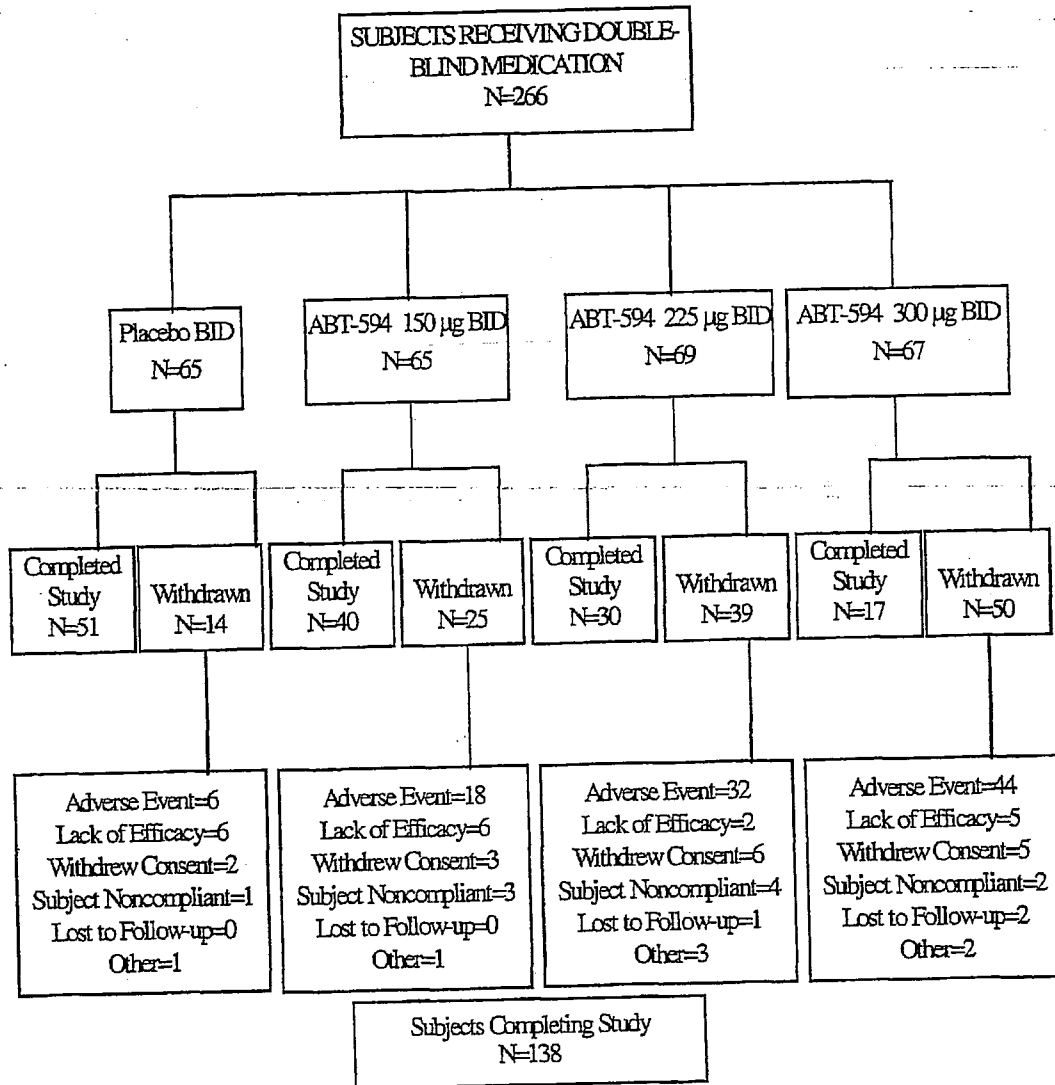 SUBJECTS RECEIVING DOUBLE-
BLIND MEDICATION
N=266
Placebo BID
N=65
ABT-594 150 µg BID
N=65
ABT-594 225 µg BID
N=69
ABT-594 300 µg BID
N=67
Completed
Study
N=51
Withdrawn
N=14
Completed
Study
N=40
Withdrawn
N=25
Completed
Study
N=30
Withdrawn
N=39
Completed
Study
N=17
Withdrawn
N=50
Adverse Event=6
Lack of Efficacy=6
Withdrew Consent=2
Subject Noncompliant=1
Lost to Follow-up=0
Other=1
Adverse Event=18
Lack of Efficacy=6
Withdrew Consent=3
Subject Noncompliant=3
Lost to Follow-up=0
Other=1
Adverse Event=32
Lack of Efficacy=2
Withdrew Consent=6
Subject Noncompliant=4
Lost to Follow-up=1
Other=3
Adverse Event=44
Lack of Efficacy=5
Withdrew Consent=5
Subject Noncompliant=2
Lost to Follow-up=2
Other=2
Subjects Completing Study
N=138